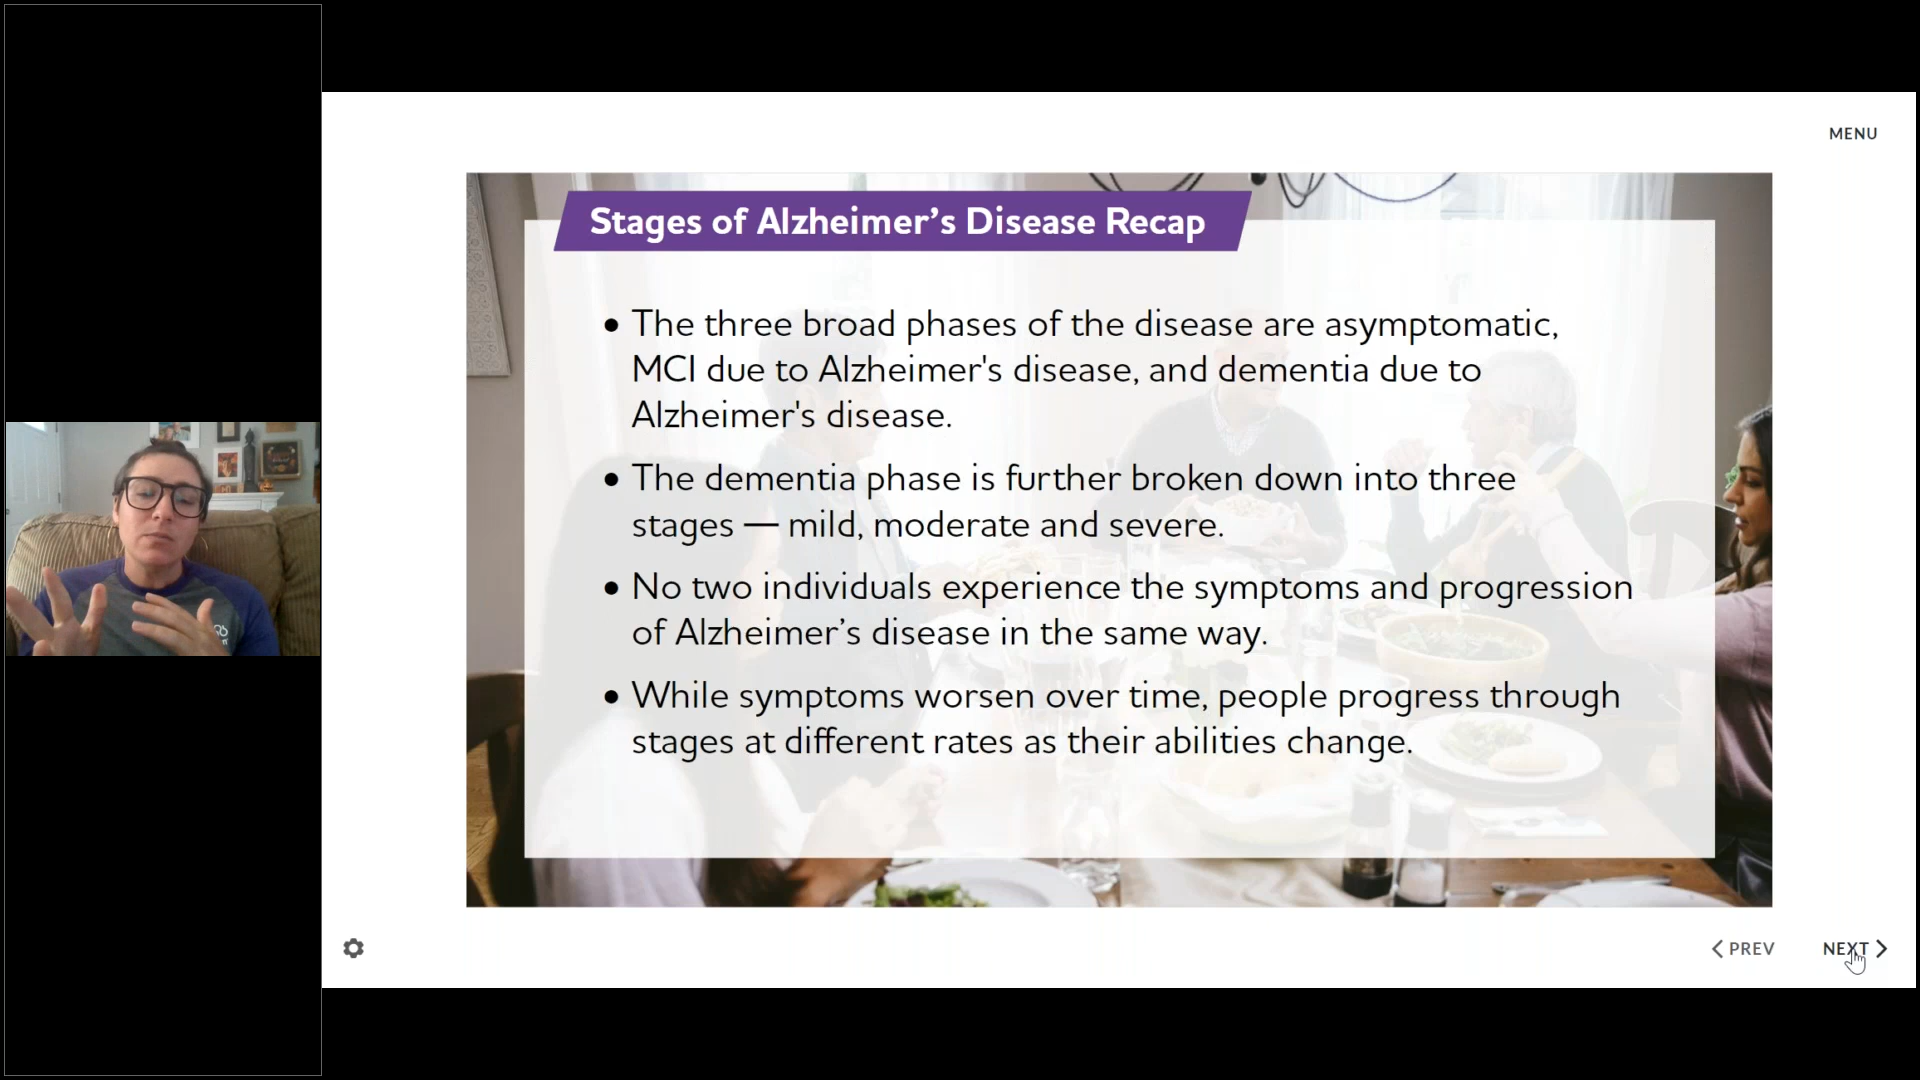 MENU
Stages of Alzheimer’s Disease Recap
● The three broad phases of the disease are asymptomatic,
MCI due to Alzheimer's disease, and dementia due to
Alzheimer's disease.
● The dementia phase is further broken down into three
stages — mild, moderate and severe.
● No two individuals experience the symptoms and progression
of Alzheimer’s disease in the same way.
● While symptoms worsen over time, people progress through
stages at different rates as their abilities change.
PREV
NEXT